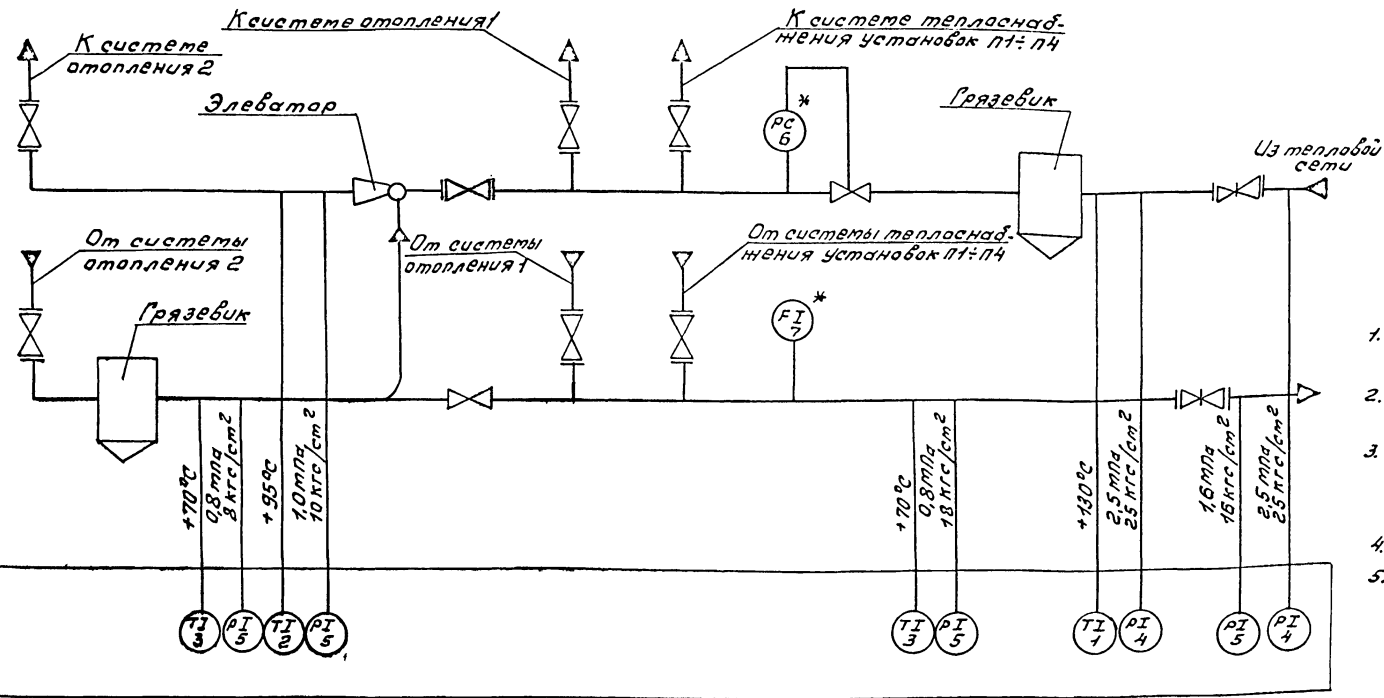 К системе отопления 1
К системе теплоснаб-
жения установок П1÷П4
К системе
отопления 2
Элеватор
Грязевик
РС
6
*
Из тепловой
сети
От системы
отопления 2
От системы
отопления 1
От системы теплоснаб-
жения установок П1÷П4
Грязевик
FI
7
*
1.
2.
3.
4.
5.
+70°С
0,8 мПа
8 кгс/см²
+95°С
1,0 мПа
10 кгс/см²
+70°С
0,8 мПа
18 кгс/см²
+130°С
2,5 мПа
25 кгс/см²
1,6 мПа
16 кгс/см²
2,5 мПа
25 кгс/см²
TI
3
PI
5
TI
2
PI
5
TI
3
PI
5
TI
1
PI
4
PI
5
PI
4